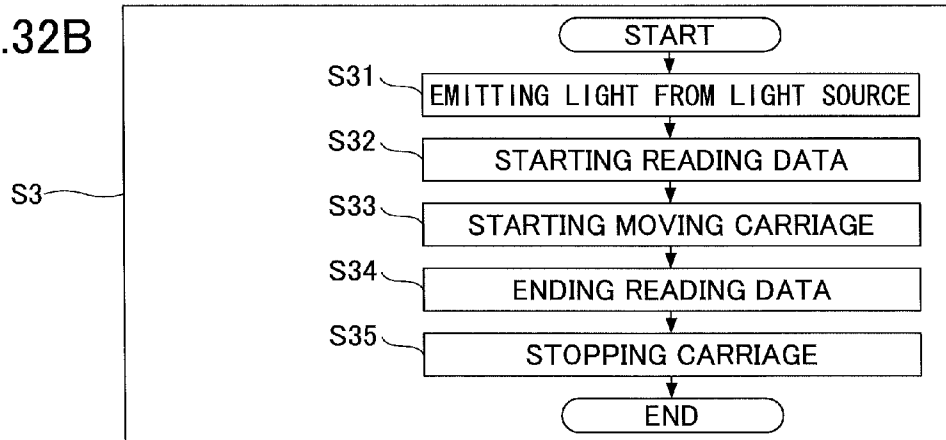 .32B
START
S31
EMITTING LIGHT FROM LIGHT SOURCE
S32
STARTING READING DATA
S3
S33
STARTING MOVING CARRIAGE
S34
ENDING READING DATA
S35
STOPPING CARRIAGE
END